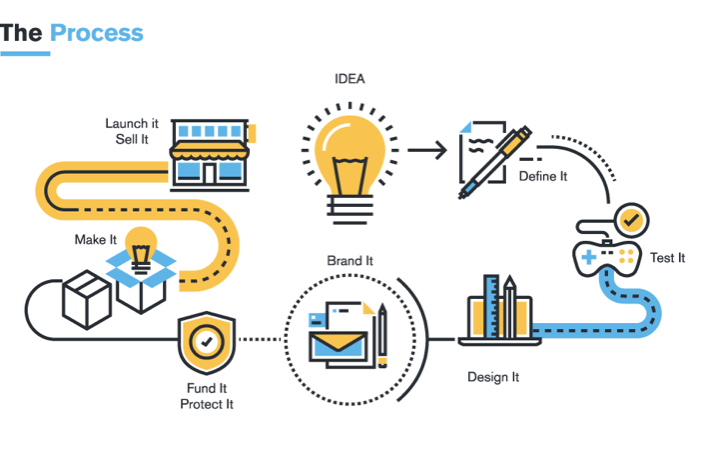 The Process
IDEA
Define It
Test It
Design It
Brand It
Fund It
Protect It
Make It
Launch it
Sell It